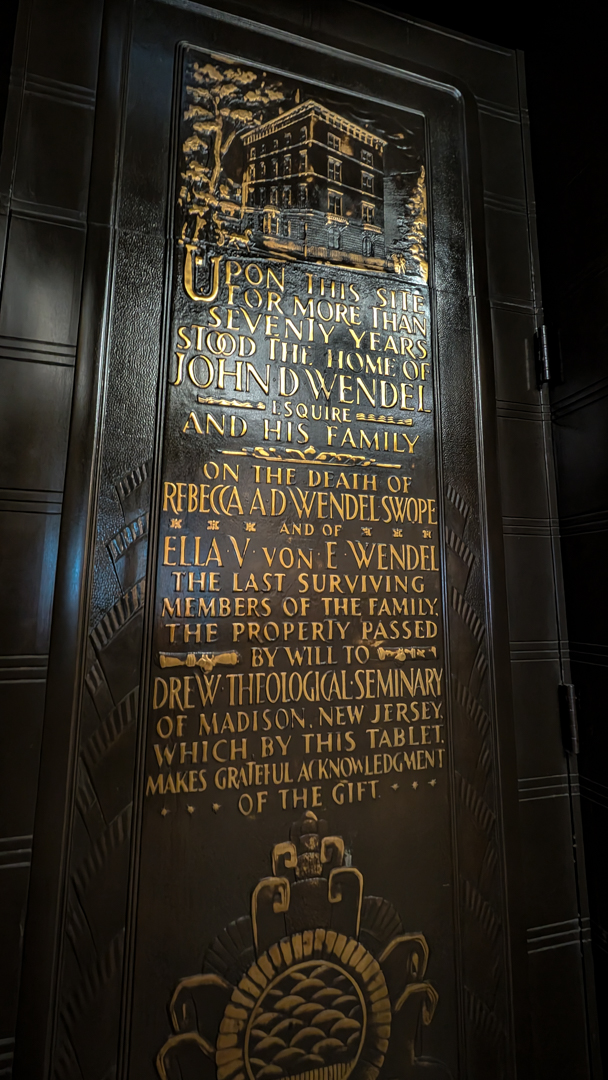 UPON THIS SITE
FOR MORE THAN
SEVENTY YEARS
STOOD THE HOME OF
JOHN D WENDEL
ESQUIRE
AND HIS FAMILY
ON THE DEATH OF
REBECCA A D WENDEL SWOPE
AND OF
ELLA·V·VON·E·WENDEL
THE LAST SURVIVING
MEMBERS OF THE FAMILY,
THE PROPERTY PASSED
BY WILL TO
DREW·THEOLOGICAL·SEMINARY
OF MADISON, NEW JERSEY,
WHICH, BY THIS TABLET,
MAKES GRATEFUL ACKNOWLEDGMENT
OF THE GIFT.